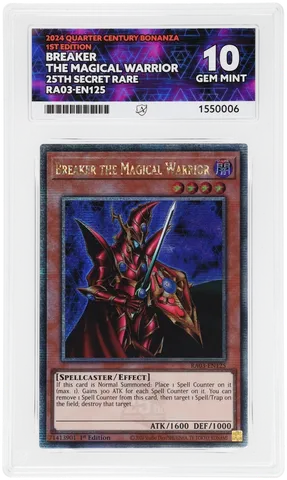 2024 QUARTER CENTURY BONANZA
1ST EDITION
BREAKER
THE MAGICAL WARRIOR
25TH SECRET RARE
RA03-EN125
10
GEM MINT
1550006
BREAKER THE MAGICAL WARRIOR
RA03-EN125
[SPELLCASTER/EFFECT]
If this card is Normal Summoned: Place 1 Spell Counter on it
(max. 1). Gains 300 ATK for each Spell Counter on it. You can
remove 1 Spell Counter from this card, then target 1 Spell/Trap on
the field; destroy that target.
ATK/1600 DEF/1000
1st Edition